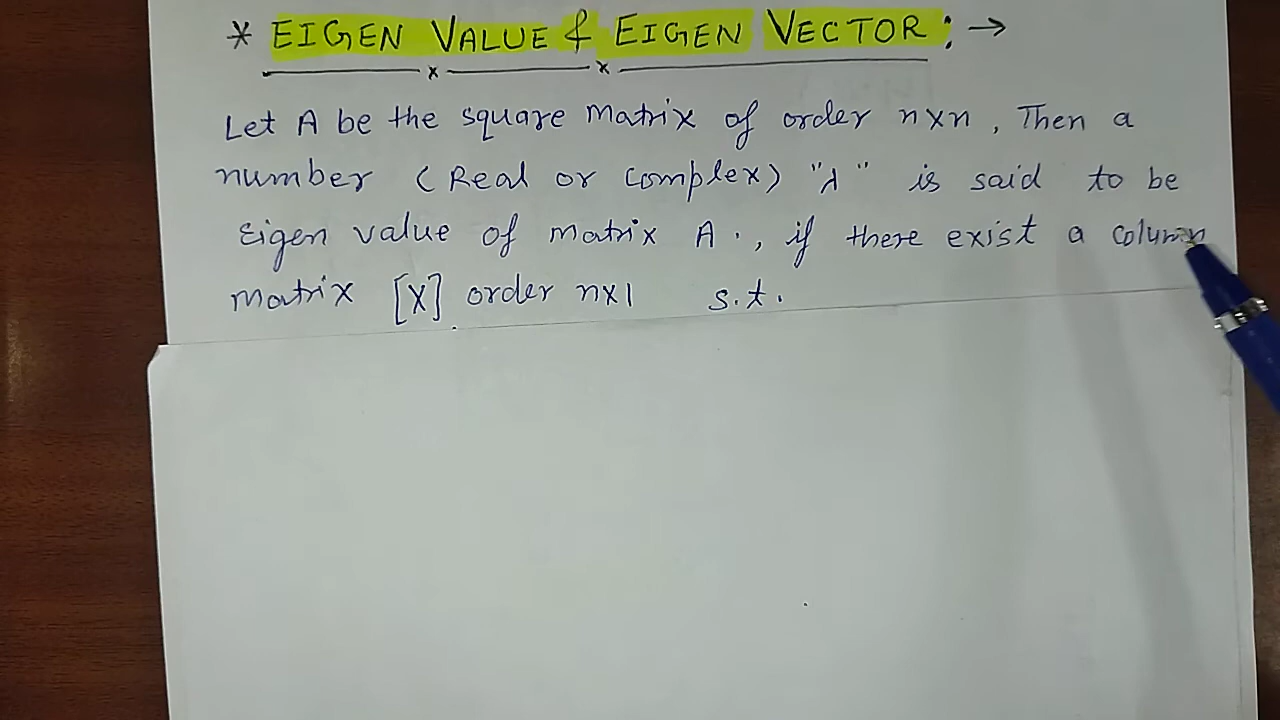 * EIGEN VALUE & EIGEN VECTOR : →
Let A be the square matrix of order n×n, Then a
number (Real or complex) "λ" is said to be
Eigen value of matrix A., if there exist a column
matrix [X] order n×1 s.t.